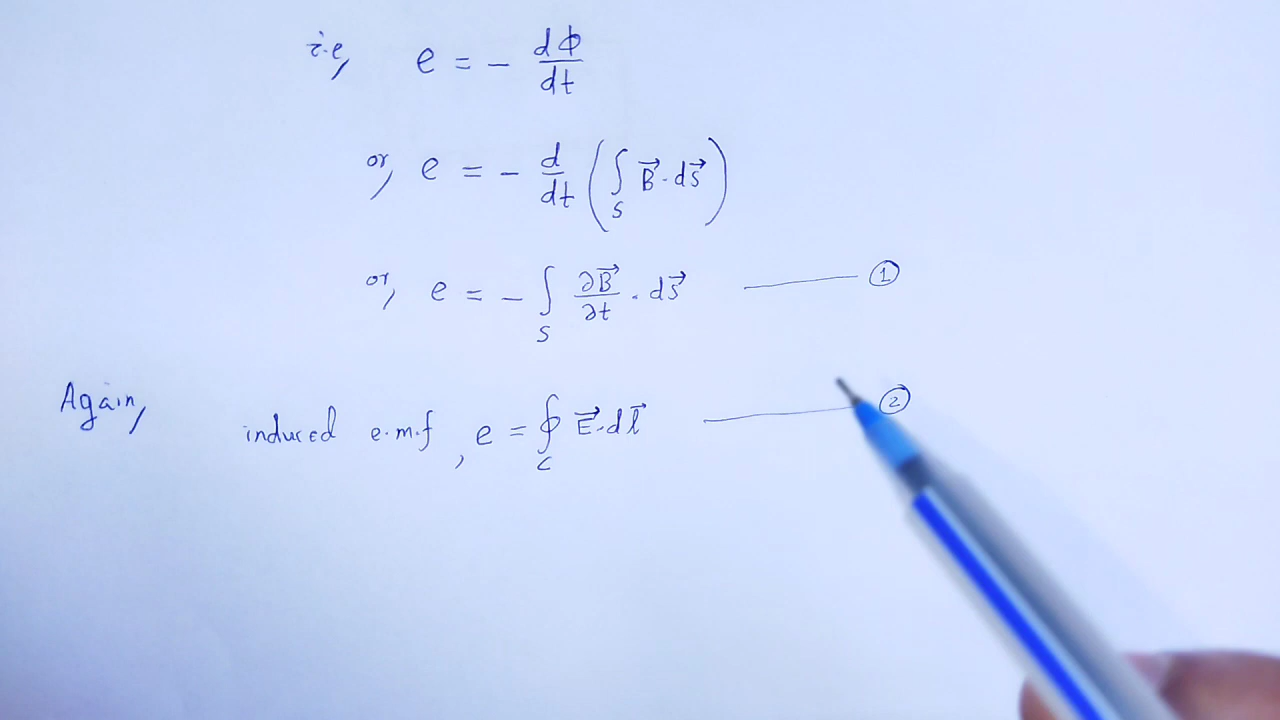 i.e, e = - dϕ/dt
or, e = - d/dt (∫_S B⃗ · dS⃗)
or, e = - ∫_S ∂B⃗/∂t · dS⃗ —— ①
Again, induced e.m.f, e = ∮_C E⃗ · dl⃗ —— ②